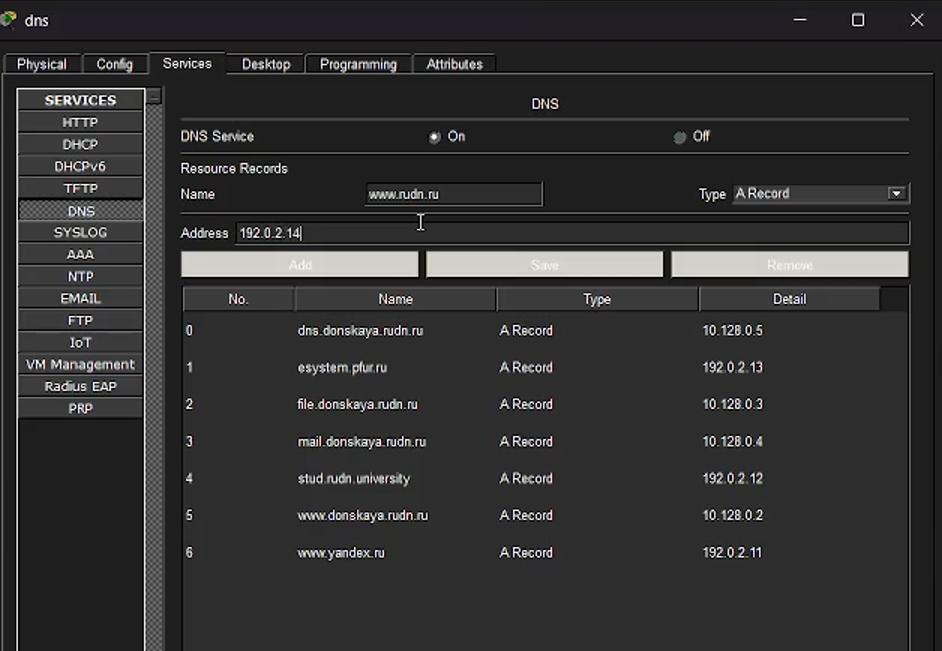 dns
Physical Config Services Desktop Programming Attributes
SERVICES
HTTP
DHCP
DHCPv6
TFTP
DNS
SYSLOG
AAA
NTP
EMAIL
FTP
IoT
VM Management
Radius EAP
PRP
DNS
DNS Service On Off
Resource Records
Name www.rudn.ru Type A Record
Address 192.0.2.14
Add Save Remove
No. Name Type Detail
0 dns.donskaya.rudn.ru A Record 10.128.0.5
1 esystem.pfur.ru A Record 192.0.2.13
2 file.donskaya.rudn.ru A Record 10.128.0.3
3 mail.donskaya.rudn.ru A Record 10.128.0.4
4 stud.rudn.university A Record 192.0.2.12
5 www.donskaya.rudn.ru A Record 10.128.0.2
6 www.yandex.ru A Record 192.0.2.11